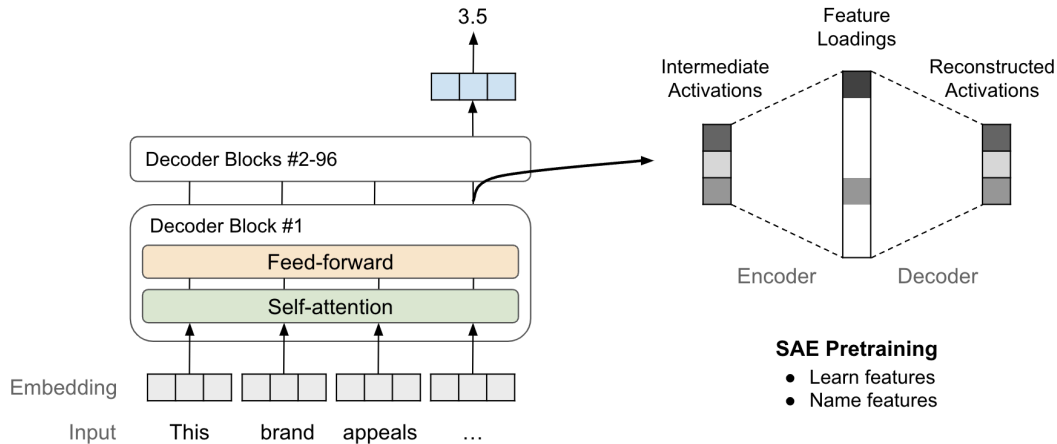 3.5
Decoder Blocks #2-96
Decoder Block #1
Feed-forward
Self-attention
Embedding
Input This brand appeals ...
Feature
Loadings
Intermediate
Activations
Reconstructed
Activations
Encoder Decoder
SAE Pretraining
● Learn features
● Name features